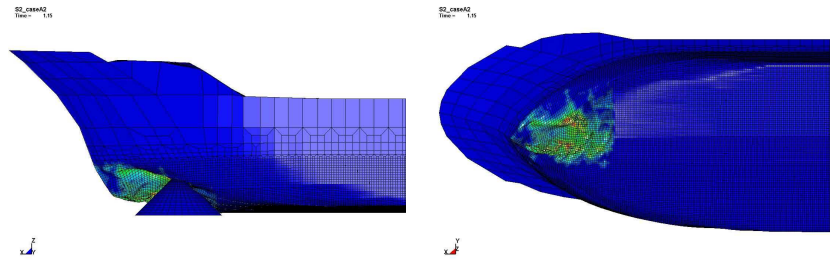 S2_caseA2
Time = 1.15
S2_caseA2
Time = 1.15
Z
X Y
Y
X Z